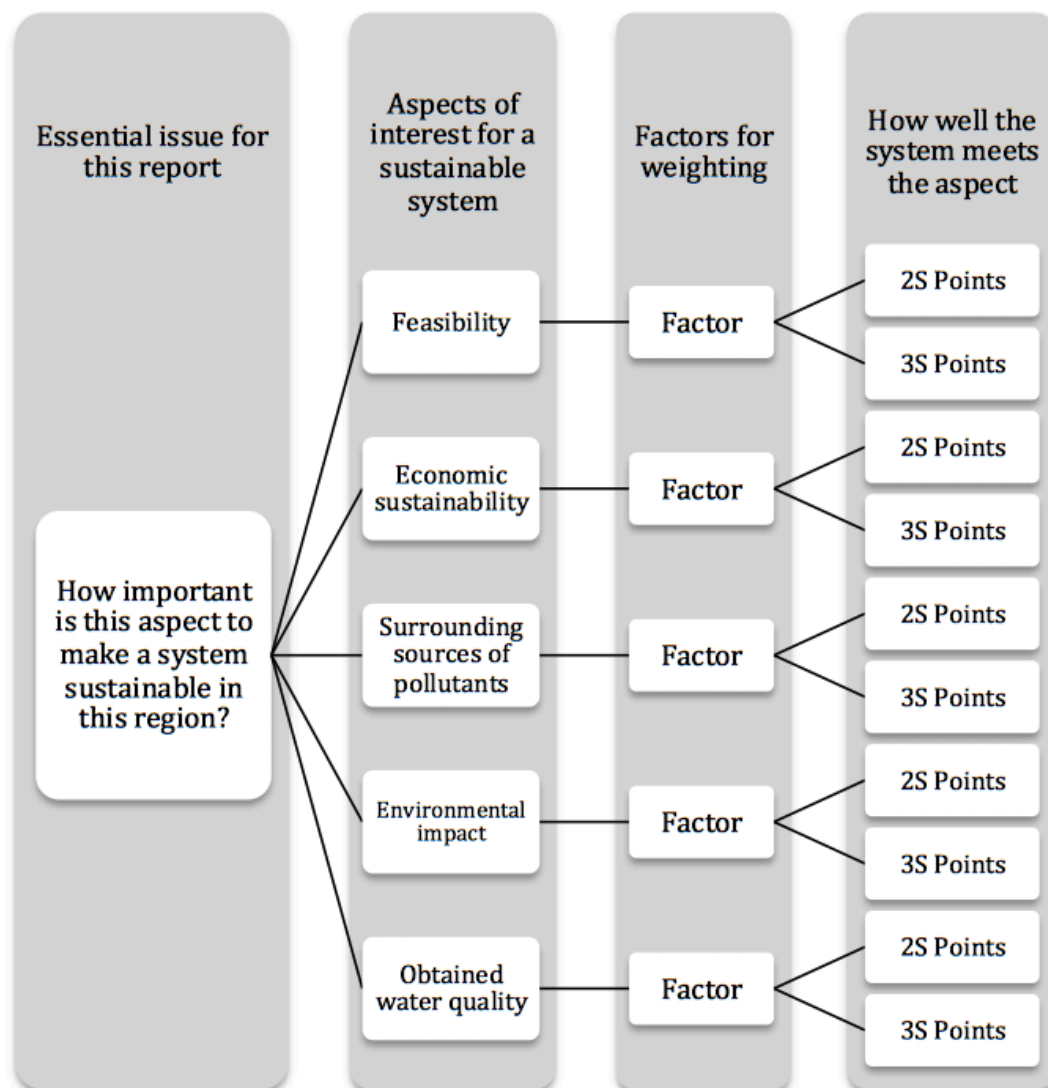 Essential issue for
this report
Aspects of
interest for a
sustainable
system
Factors for
weighting
How well the
system meets
the aspect
How important
is this aspect to
make a system
sustainable in
this region?
Feasibility
Factor
2S Points
3S Points
Economic
sustainability
Factor
2S Points
3S Points
Surrounding
sources of
pollutants
Factor
2S Points
3S Points
Environmental
impact
Factor
2S Points
3S Points
Obtained
water quality
Factor
2S Points
3S Points